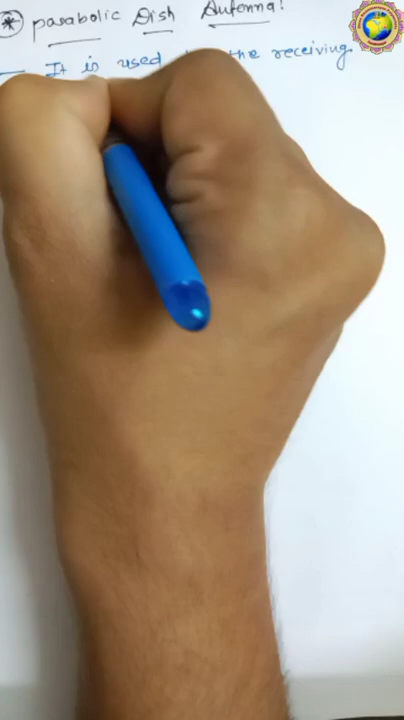 * parabolic Dish Antenna!
— It is used the receiving